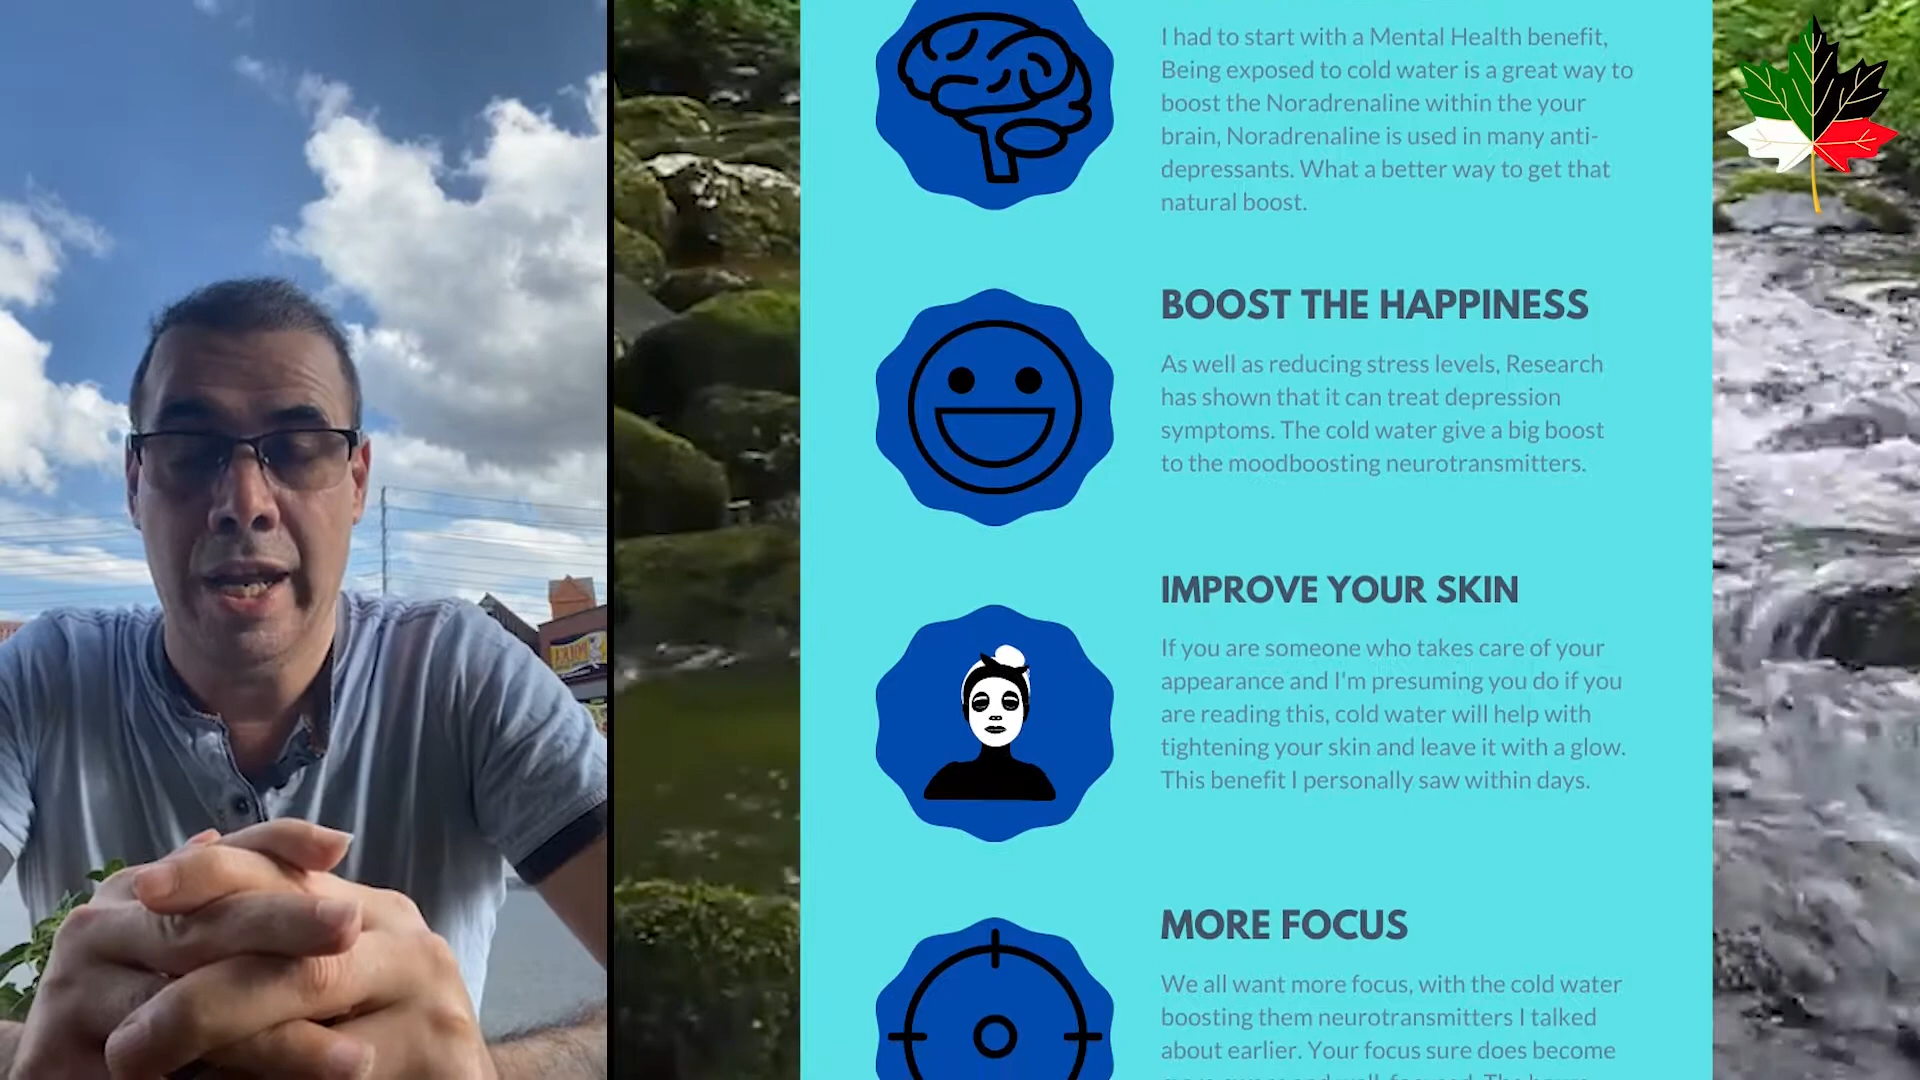 I had to start with a Mental Health benefit,
Being exposed to cold water is a great way to
boost the Noradrenaline within the your
brain, Noradrenaline is used in many anti-
depressants. What a better way to get that
natural boost.
BOOST THE HAPPINESS
As well as reducing stress levels, Research
has shown that it can treat depression
symptoms. The cold water give a big boost
to the moodboosting neurotransmitters.
IMPROVE YOUR SKIN
If you are someone who takes care of your
appearance and I'm presuming you do if you
are reading this, cold water will help with
tightening your skin and leave it with a glow.
This benefit I personally saw within days.
MORE FOCUS
We all want more focus, with the cold water
boosting them neurotransmitters I talked
about earlier. Your focus sure does become